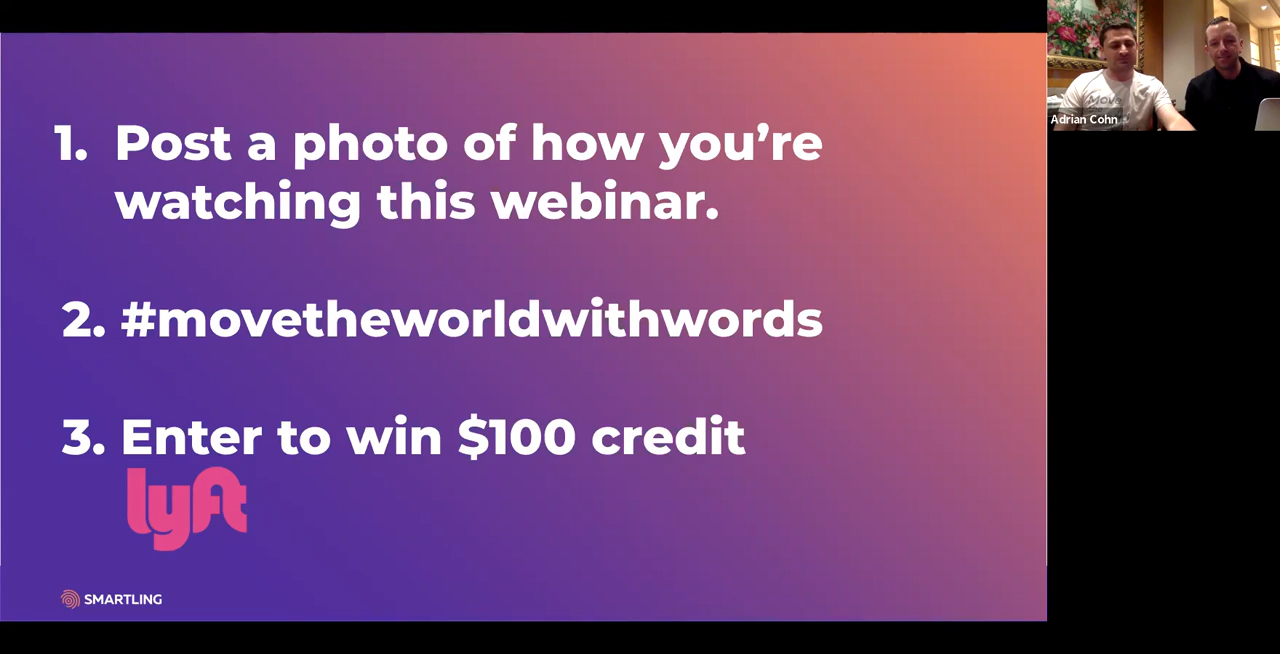 1. Post a photo of how you’re
watching this webinar.
2. #movetheworldwithwords
3. Enter to win $100 credit
lyft
SMARTLING
Move
Adrian Cohn